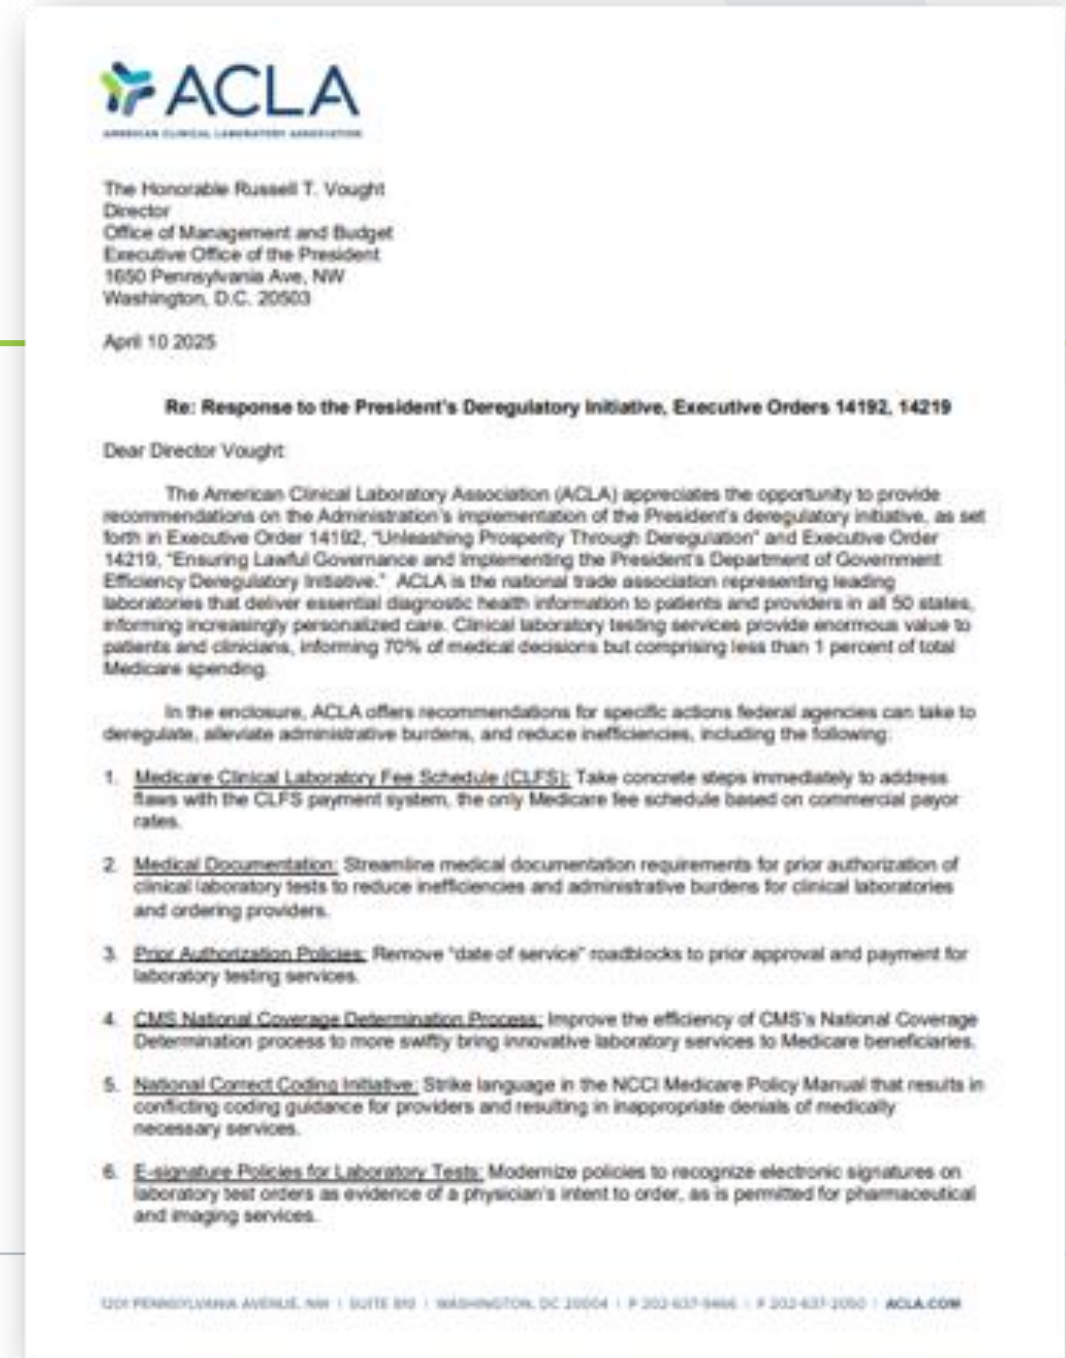 ACLA
AMERICAN CLINICAL LABORATORY ASSOCIATION
The Honorable Russell T. Vought
Director
Office of Management and Budget
Executive Office of the President
1650 Pennsylvania Ave, NW
Washington, D.C. 20503
April 10 2025
Re: Response to the President's Deregulatory Initiative, Executive Orders 14192, 14219
Dear Director Vought:
The American Clinical Laboratory Association (ACLA) appreciates the opportunity to provide
recommendations on the Administration's implementation of the President's deregulatory initiative, as set
forth in Executive Order 14192, "Unleashing Prosperity Through Deregulation" and Executive Order
14219, "Ensuring Lawful Governance and Implementing the President's Department of Government
Efficiency Deregulatory Initiative." ACLA is the national trade association representing leading
laboratories that deliver essential diagnostic health information to patients and providers in all 50 states,
informing increasingly personalized care. Clinical laboratory testing services provide enormous value to
patients and clinicians, informing 70% of medical decisions but comprising less than 1 percent of total
Medicare spending.
In the enclosure, ACLA offers recommendations for specific actions federal agencies can take to
deregulate, alleviate administrative burdens, and reduce inefficiencies, including the following:
1. Medicare Clinical Laboratory Fee Schedule (CLFS): Take concrete steps immediately to address
flaws with the CLFS payment system, the only Medicare fee schedule based on commercial payor
rates.
2. Medical Documentation: Streamline medical documentation requirements for prior authorization of
clinical laboratory tests to reduce inefficiencies and administrative burdens for clinical laboratories
and ordering providers.
3. Prior Authorization Policies: Remove "date of service" roadblocks to prior approval and payment for
laboratory testing services.
4. CMS National Coverage Determination Process: Improve the efficiency of CMS's National Coverage
Determination process to more swiftly bring innovative laboratory services to Medicare beneficiaries.
5. National Correct Coding Initiative: Strike language in the NCCI Medicare Policy Manual that results in
conflicting coding guidance for providers and resulting in inappropriate denials of medically
necessary services.
6. E-signature Policies for Laboratory Tests: Modernize policies to recognize electronic signatures on
laboratory test orders as evidence of a physician's intent to order, as is permitted for pharmaceutical
and imaging services.
1201 PENNSYLVANIA AVENUE, NW | SUITE 810 | WASHINGTON, DC 20004 | P 202-637-9466 | F 202-637-2050 | ACLA.COM